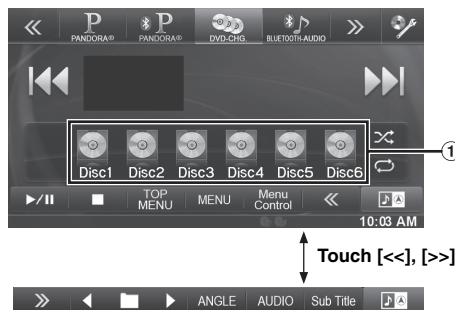 PANDORA® PANDORA® DVD-CHG. BLUETOOTH-AUDIO
Disc1 Disc2 Disc3 Disc4 Disc5 Disc6
1
TOP MENU MENU Menu Control
10:03 AM
Touch [<<], [>>]
ANGLE AUDIO Sub Title